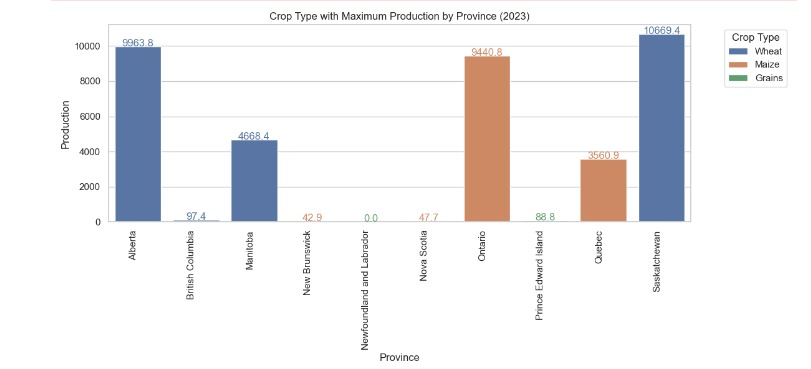 Crop Type with Maximum Production by Province (2023)
Crop Type
Wheat
Maize
Grains
Production
10000
8000
6000
4000
2000
0
9963.8
97.4
4668.4
42.9
0.0
47.7
9440.8
88.8
3560.9
10669.4
Alberta
British Columbia
Manitoba
New Brunswick
Newfoundland and Labrador
Nova Scotia
Ontario
Prince Edward Island
Quebec
Saskatchewan
Province